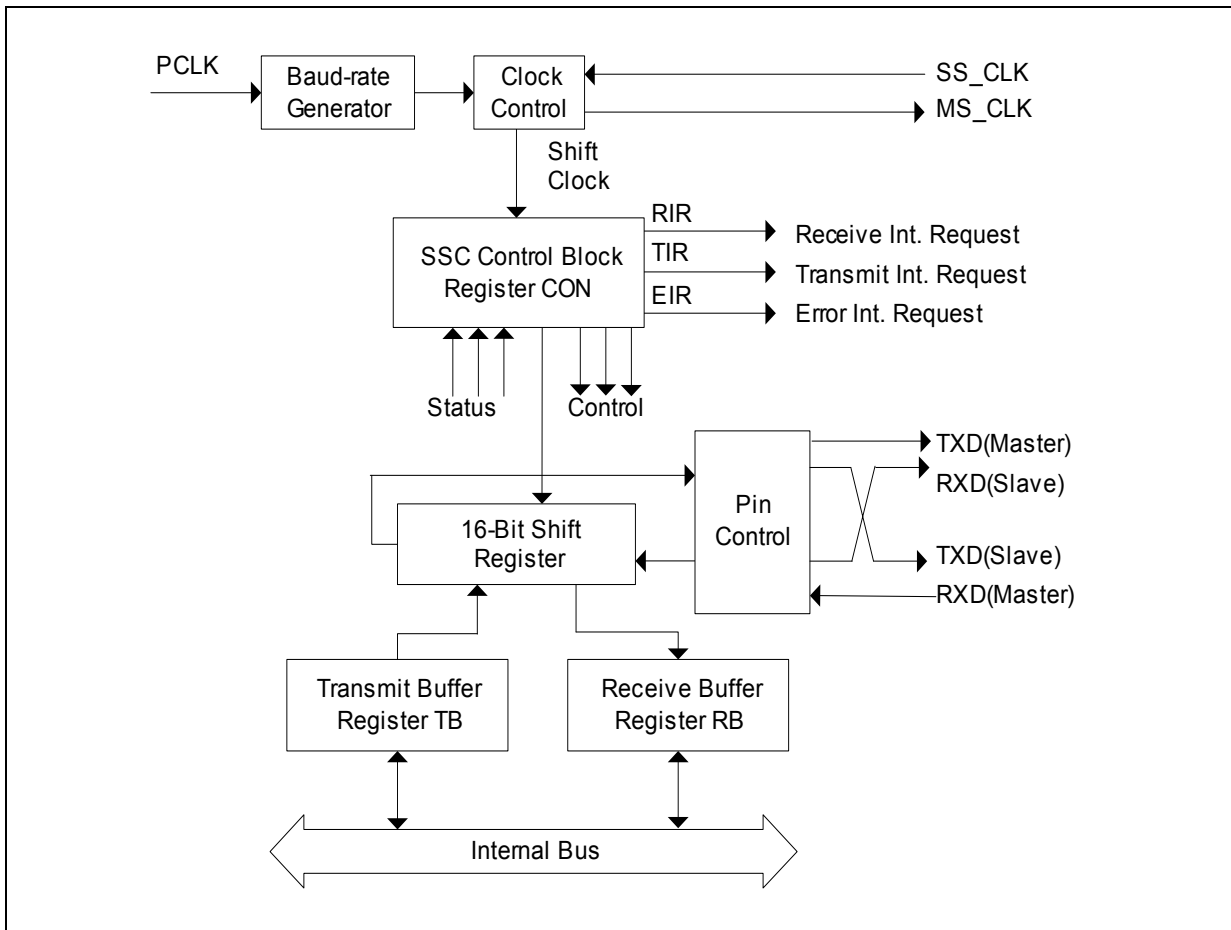 PCLK
Baud-rate
Generator
Clock
Control
SS_CLK
MS_CLK
Shift
Clock
SSC Control Block
Register CON
RIR
TIR
EIR
Receive Int. Request
Transmit Int. Request
Error Int. Request
Status
Control
16-Bit Shift
Register
Pin
Control
TXD(Master)
RXD(Slave)
TXD(Slave)
RXD(Master)
Transmit Buffer
Register TB
Receive Buffer
Register RB
Internal Bus